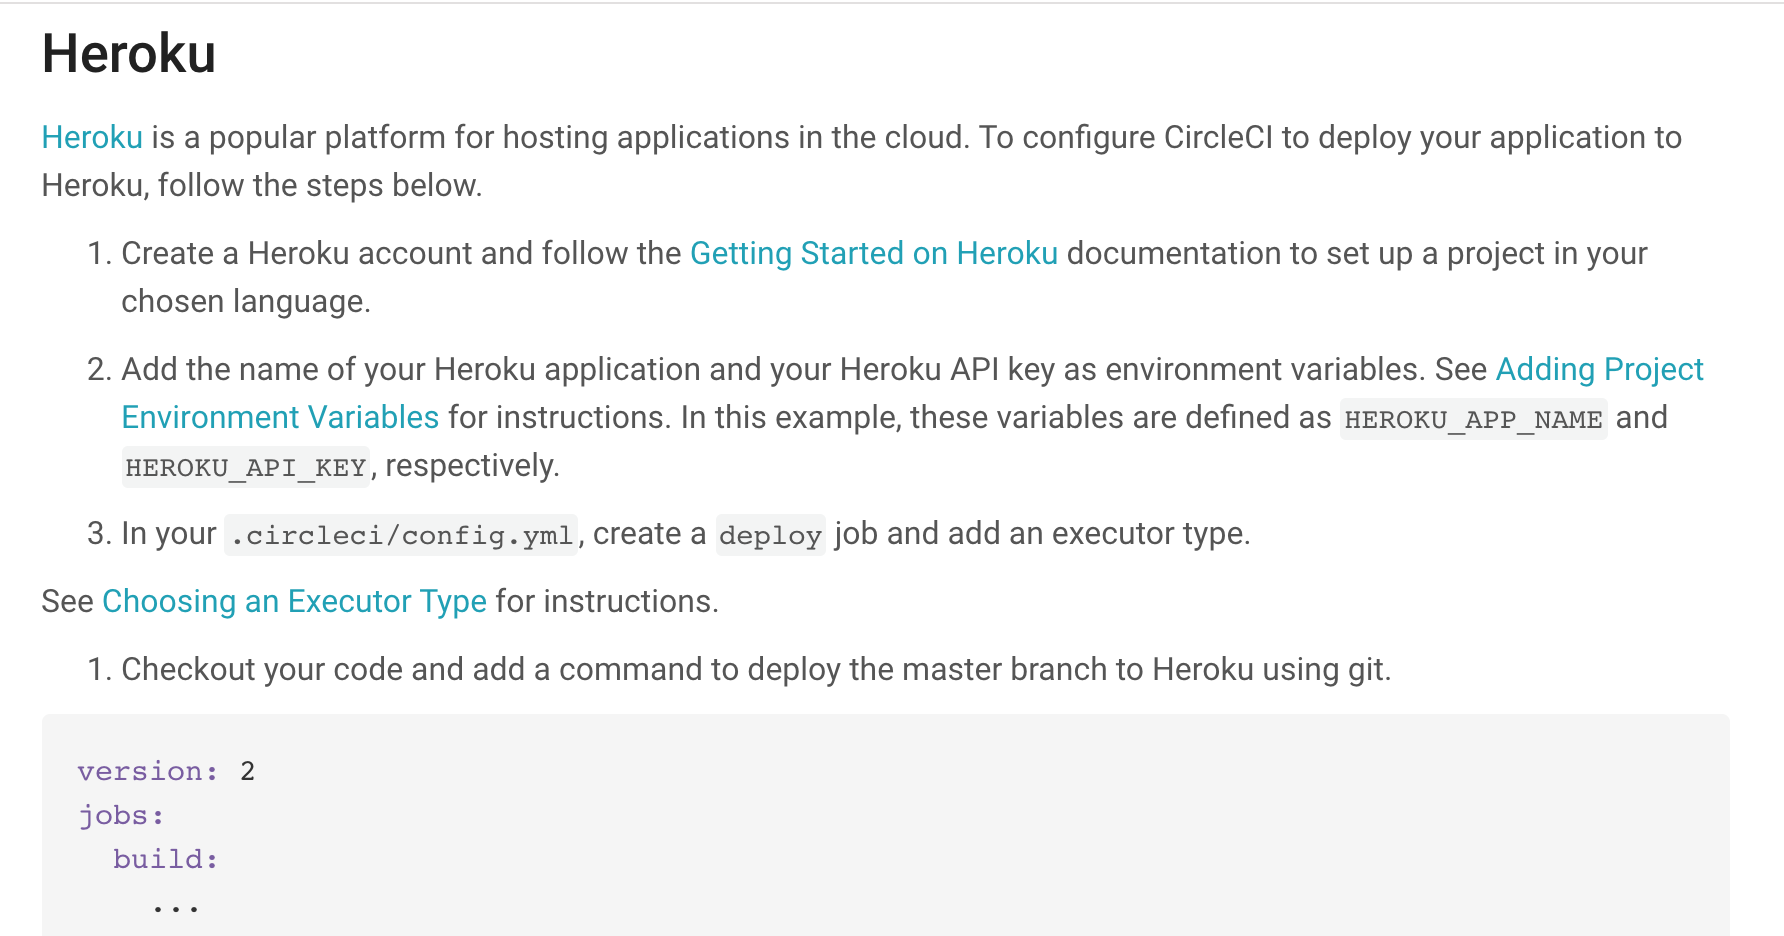 Heroku
Heroku is a popular platform for hosting applications in the cloud. To configure CircleCI to deploy your application to
Heroku, follow the steps below.
1. Create a Heroku account and follow the Getting Started on Heroku documentation to set up a project in your
chosen language.
2. Add the name of your Heroku application and your Heroku API key as environment variables. See Adding Project
Environment Variables for instructions. In this example, these variables are defined as HEROKU_APP_NAME and
HEROKU_API_KEY, respectively.
3. In your .circleci/config.yml, create a deploy job and add an executor type.
See Choosing an Executor Type for instructions.
1. Checkout your code and add a command to deploy the master branch to Heroku using git.
version: 2
jobs:
  build:
    ...